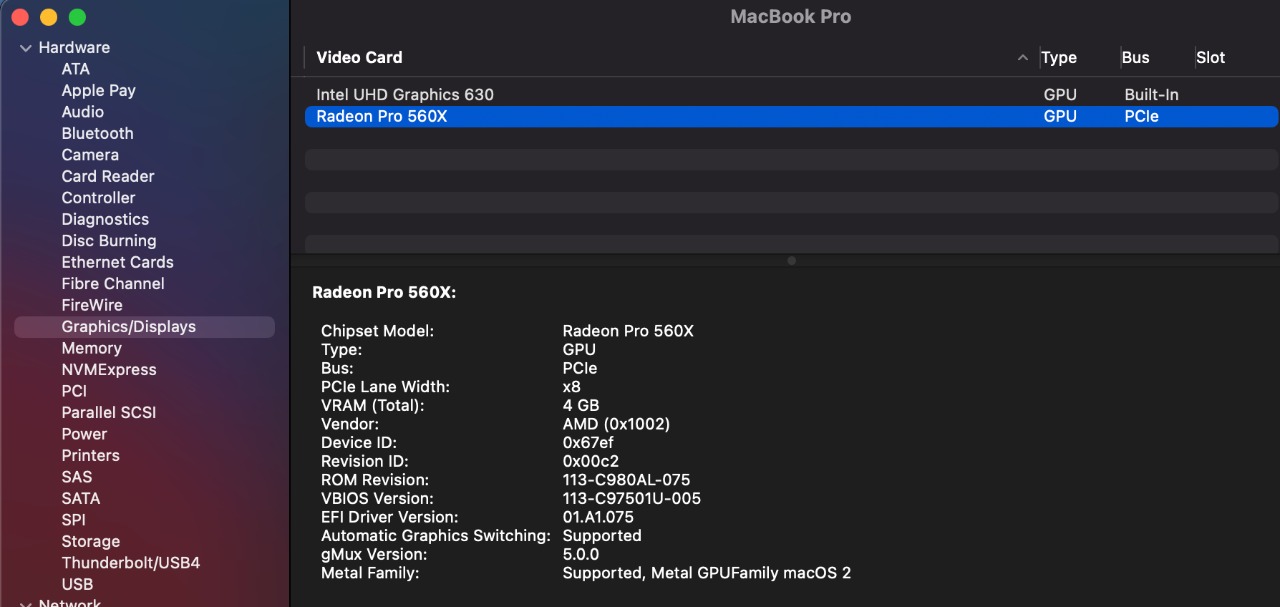 MacBook Pro
Hardware
ATA
Apple Pay
Audio
Bluetooth
Camera
Card Reader
Controller
Diagnostics
Disc Burning
Ethernet Cards
Fibre Channel
FireWire
Graphics/Displays
Memory
NVMExpress
PCI
Parallel SCSI
Power
Printers
SAS
SATA
SPI
Storage
Thunderbolt/USB4
USB
Network
Video Card Type Bus Slot
Intel UHD Graphics 630 GPU Built-In
Radeon Pro 560X GPU PCIe
Radeon Pro 560X:
Chipset Model: Radeon Pro 560X
Type: GPU
Bus: PCIe
PCIe Lane Width: x8
VRAM (Total): 4 GB
Vendor: AMD (0x1002)
Device ID: 0x67ef
Revision ID: 0x00c2
ROM Revision: 113-C980AL-075
VBIOS Version: 113-C97501U-005
EFI Driver Version: 01.A1.075
Automatic Graphics Switching: Supported
gMux Version: 5.0.0
Metal Family: Supported, Metal GPUFamily macOS 2